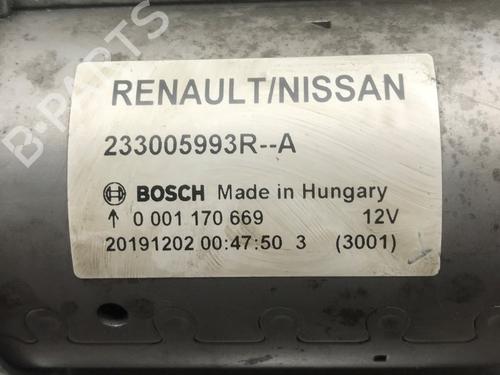 B-PARTS
RENAULT/NISSAN
233005993R--A
BOSCH Made in Hungary
↑ 0 001 170 669 12V
20191202 00:47:50 3 (3001)